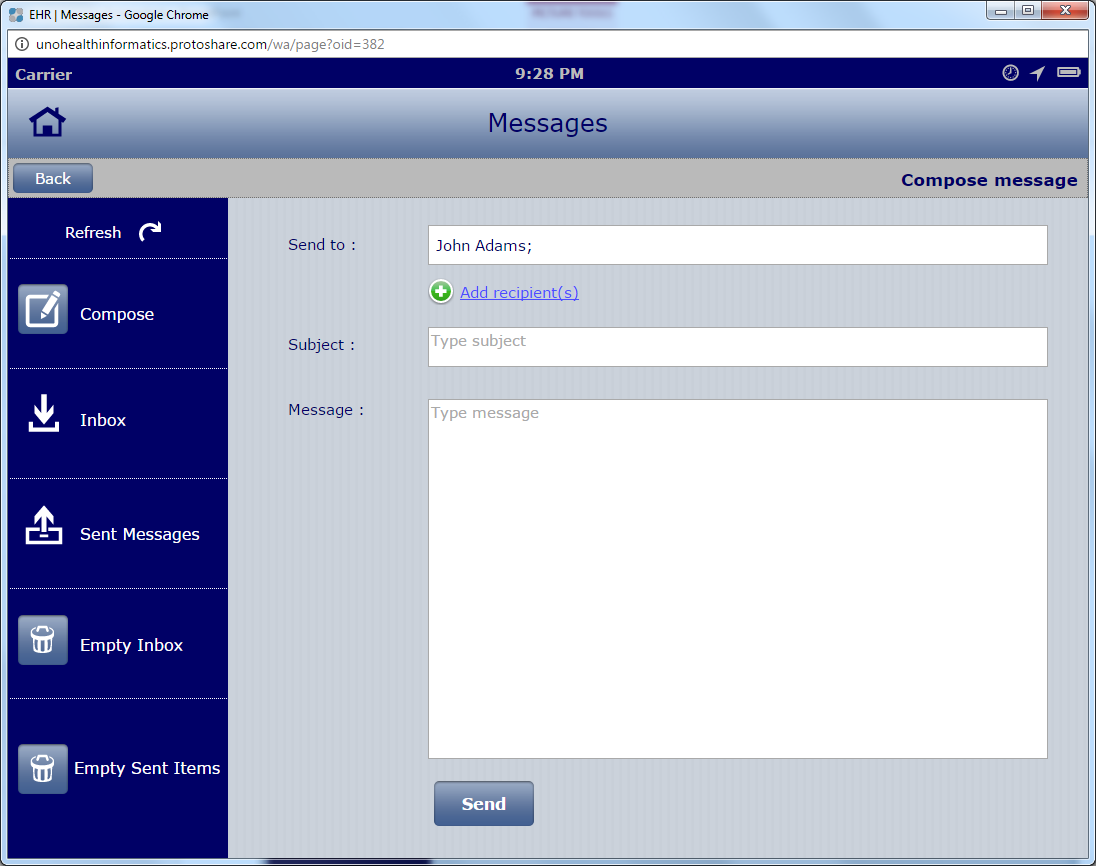 EHR | Messages - Google Chrome
unohealthinformatics.protoshare.com/wa/page?oid=382
Carrier 9:28 PM
Messages
Back Compose message
Refresh
Compose
Inbox
Sent Messages
Empty Inbox
Empty Sent Items
Send to :
John Adams;
Add recipient(s)
Subject :
Type subject
Message :
Type message
Send